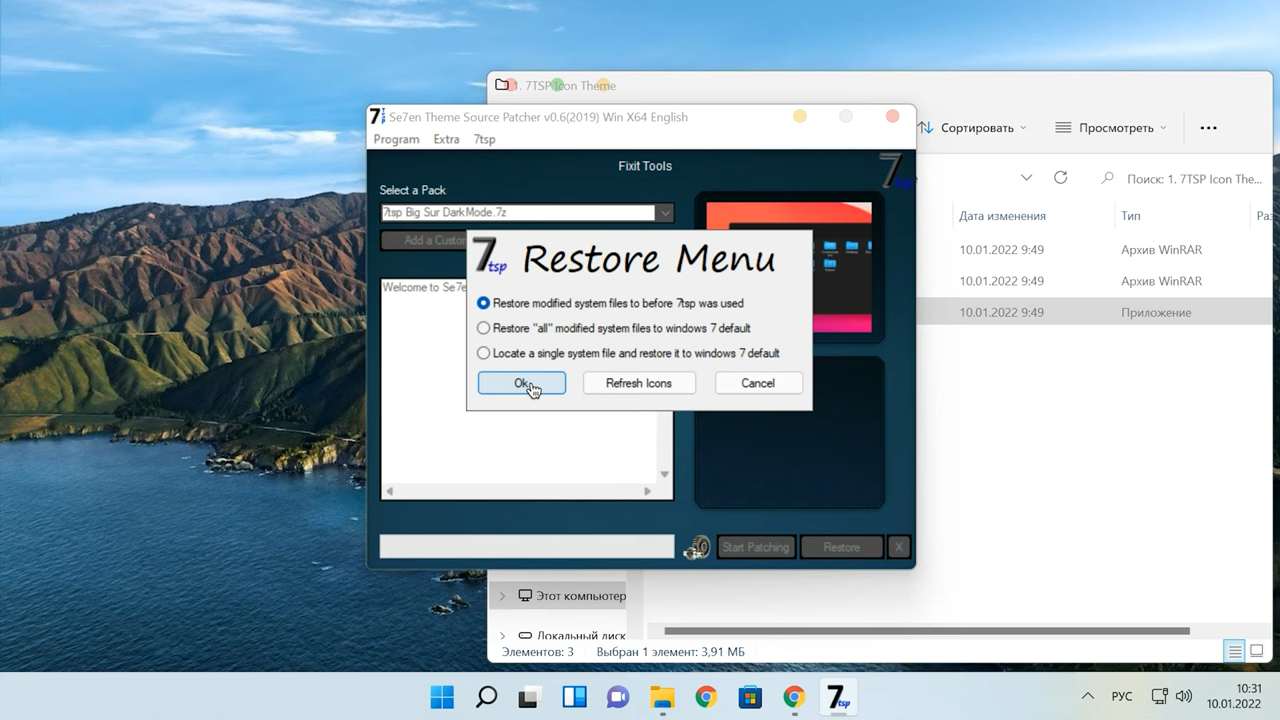 1. 7TSP Icon Theme
Se7en Theme Source Patcher v0.6(2019) Win X64 English
Program Extra 7tsp
Сортировать
Просмотреть
Fixit Tools
7
Select a Pack
7tsp Big Sur Dark Mode.7z
Поиск: 1. 7TSP Icon The...
Дата изменения Тип Раз
Add a Custo
7tsp Restore Menu
10.01.2022 9:49 Архив WinRAR
10.01.2022 9:49 Архив WinRAR
10.01.2022 9:49 Приложение
Welcome to Se7e
Restore modified system files to before 7tsp was used
Restore "all" modified system files to windows 7 default
Locate a single system file and restore it to windows 7 default
Ok Refresh Icons Cancel
Start Patching Restore X
Этот компьютер
Локальный диск
Элементов: 3 Выбран 1 элемент: 3,91 МБ
7tsp
РУС
10:31
10.01.2022